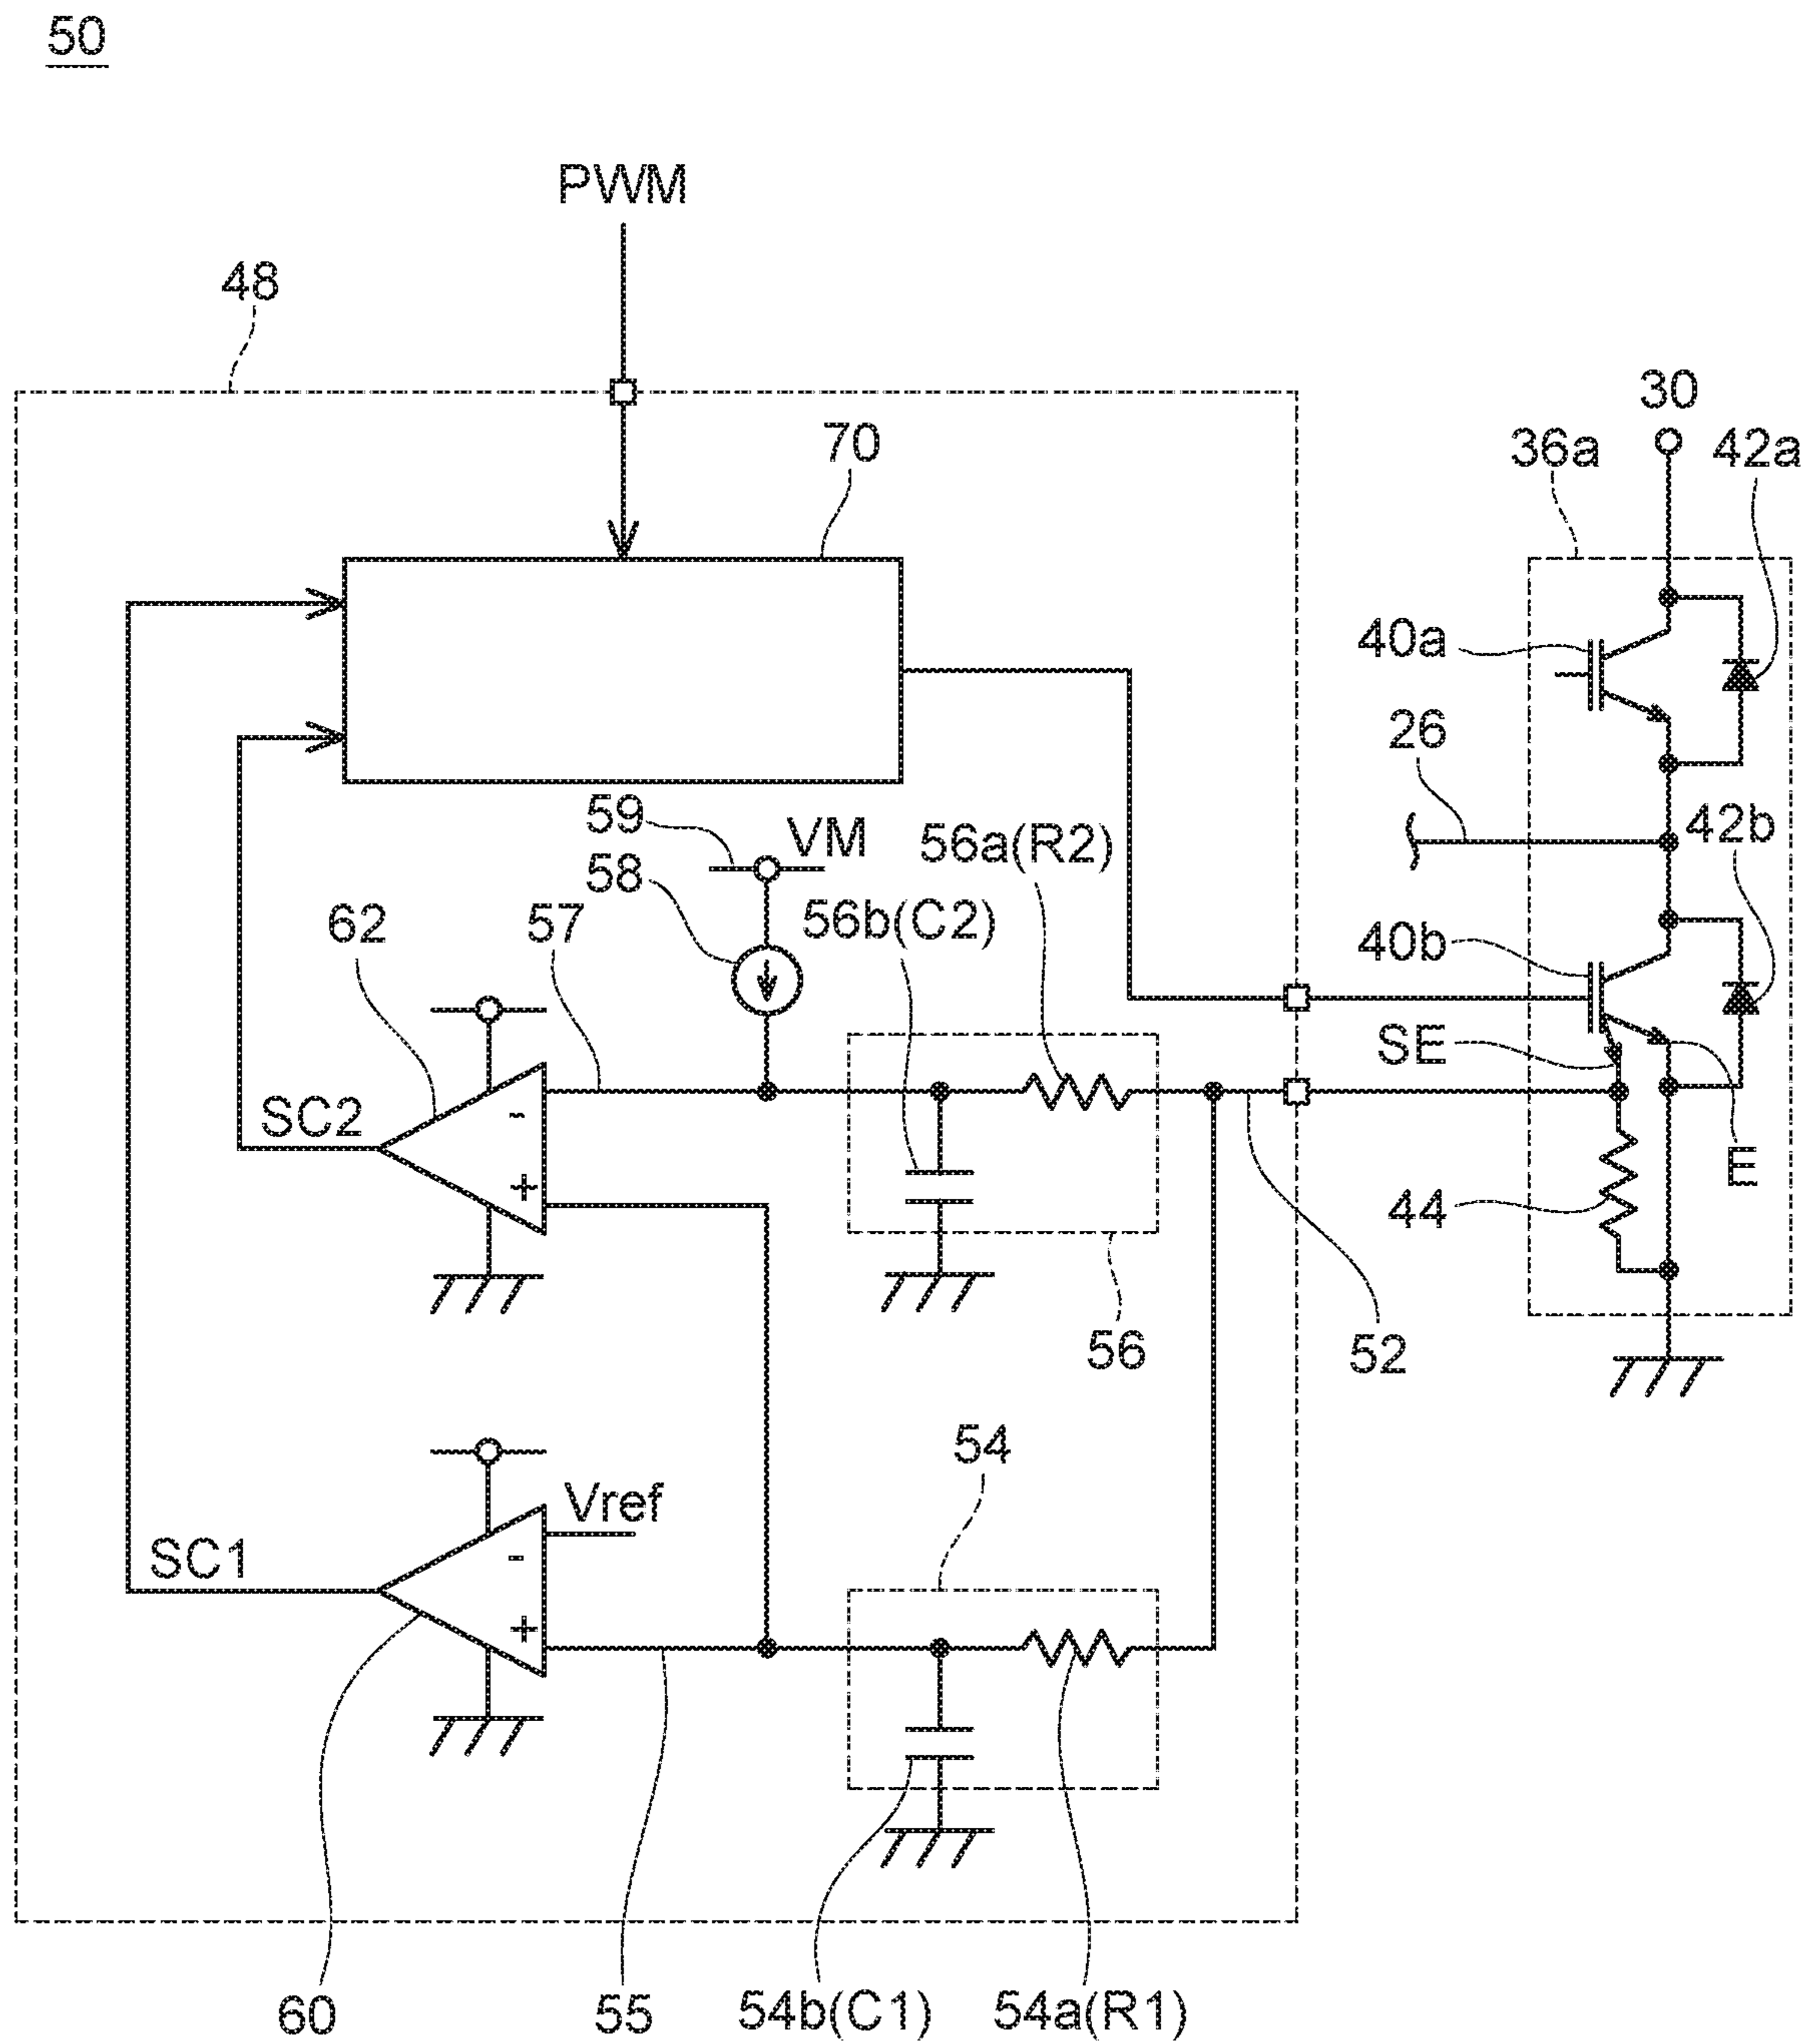 50
PWM
48
30
70
36a
42a
40a
26
59
VM
56a(R2)
42b
58
56b(C2)
62
57
40b
SE
SC2
-
+
E
44
56
52
54
Vref
SC1
-
+
60
55
54b(C1)
54a(R1)